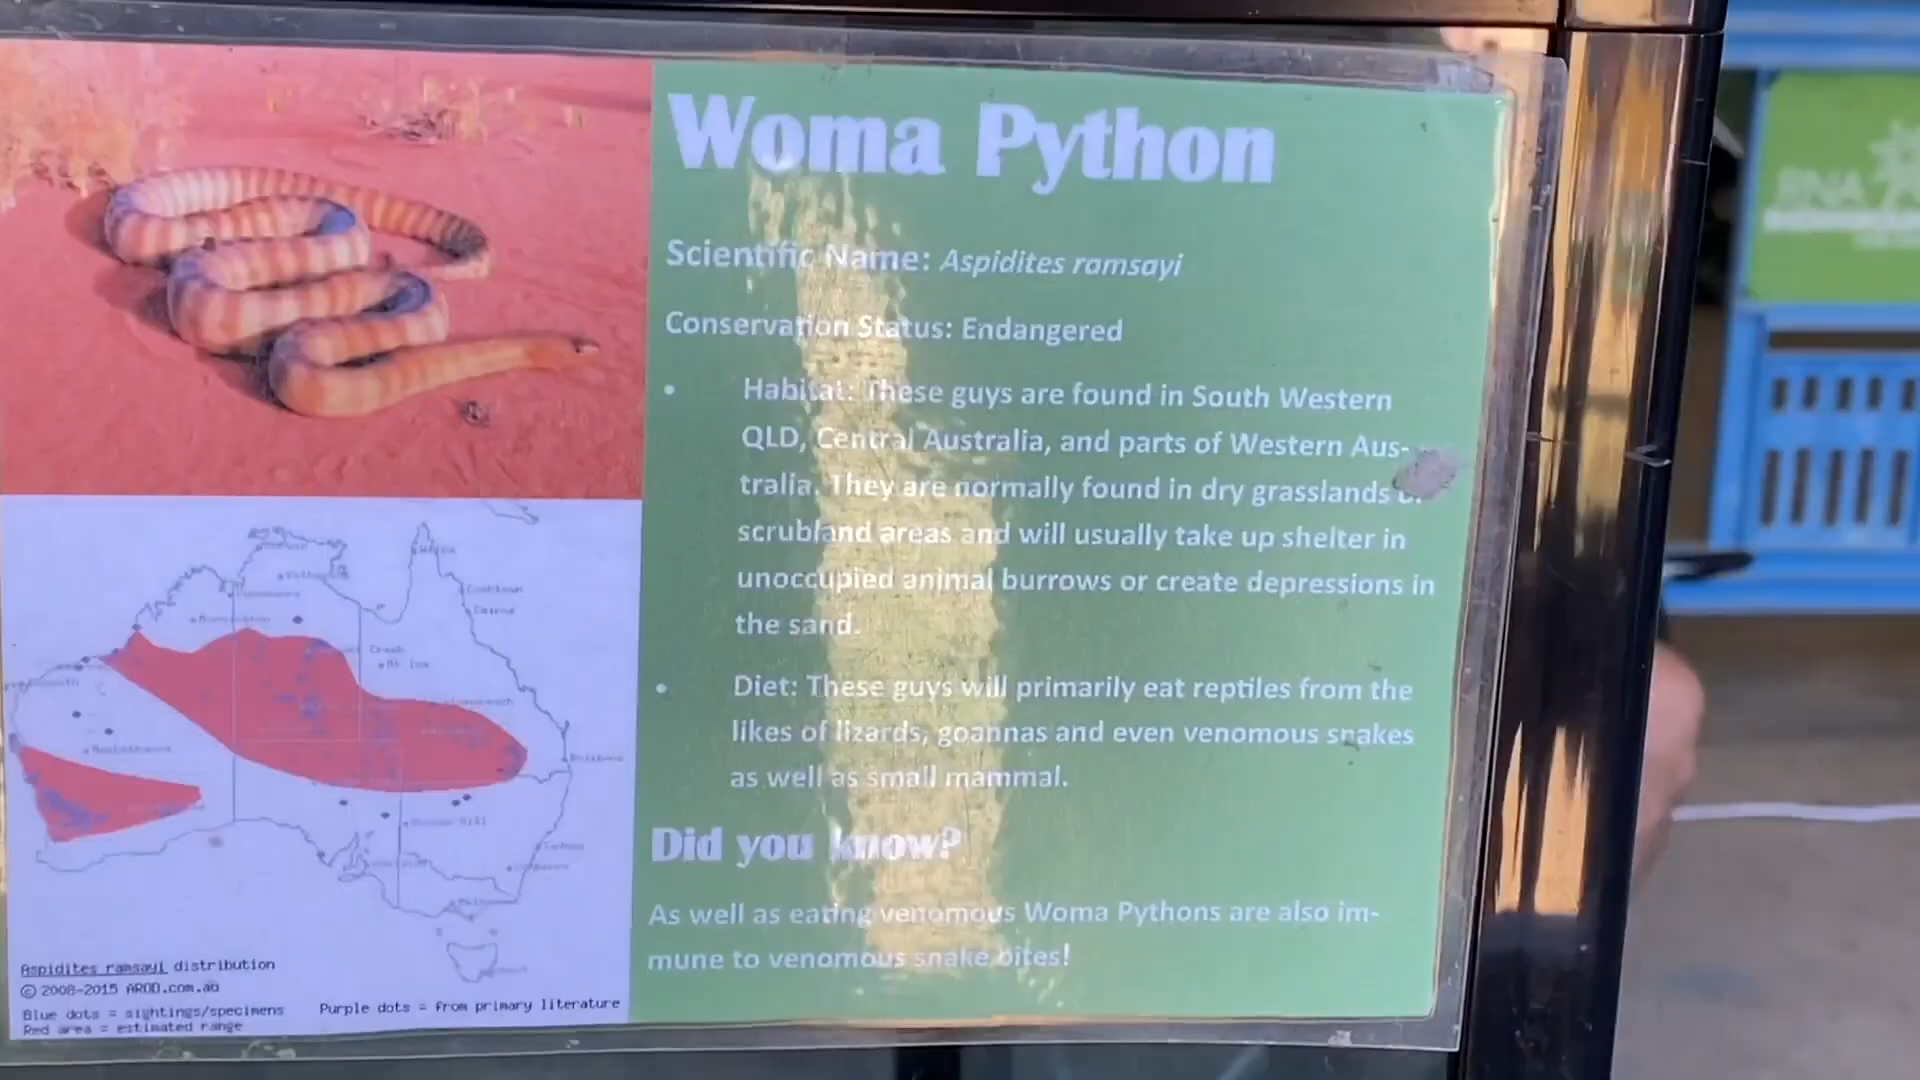 Woma Python
Scientific Name: Aspidites ramsayi
Conservation Status: Endangered
• Habitat: These guys are found in South Western
QLD, Central Australia, and parts of Western Aus-
tralia. They are normally found in dry grasslands
scrubland areas and will usually take up shelter in
unoccupied animal burrows or create depressions in
the sand.
• Diet: These guys will primarily eat reptiles from the
likes of lizards, goannas and even venomous snakes
as well as small mammal.
Did you know?
As well as eating venomous Woma Pythons are also im-
mune to venomous snake bites!
Cairns
Brisbane
Aspidites ramsayi distribution
© 2008-2015 AROD.com.au
Blue dots = sightings/specimens
Purple dots = from primary literature
Red area = estimated range
RNA